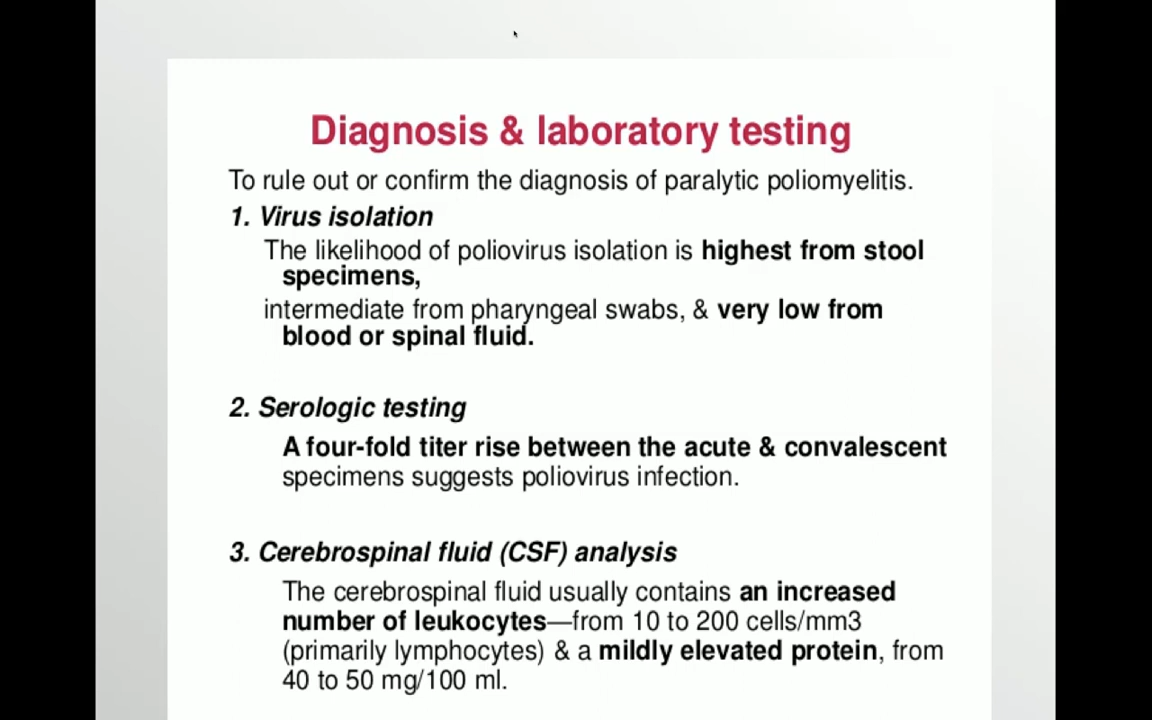 Diagnosis & laboratory testing
To rule out or confirm the diagnosis of paralytic poliomyelitis.
1. Virus isolation
The likelihood of poliovirus isolation is highest from stool
specimens,
intermediate from pharyngeal swabs, & very low from
blood or spinal fluid.
2. Serologic testing
A four-fold titer rise between the acute & convalescent
specimens suggests poliovirus infection.
3. Cerebrospinal fluid (CSF) analysis
The cerebrospinal fluid usually contains an increased
number of leukocytes—from 10 to 200 cells/mm3
(primarily lymphocytes) & a mildly elevated protein, from
40 to 50 mg/100 ml.